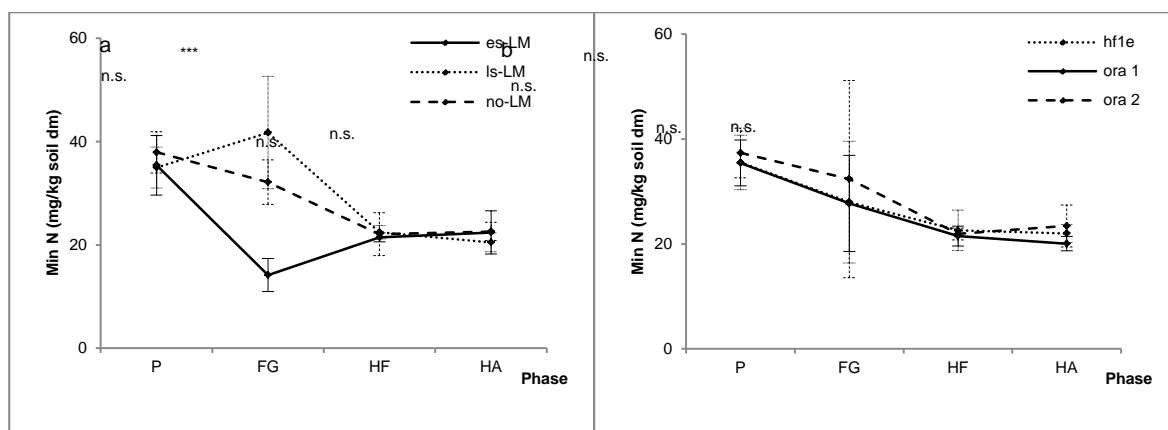 60
a
***
es-LM
ls-LM
no-LM
n.s.
n.s.
n.s.
40
20
0
Min N (mg/kg soil dm)
P
FG
HF
HA
Phase
b
n.s.
n.s.
60
hf1e
ora 1
ora 2
n.s.
n.s.
40
20
0
Min N (mg/kg soil dm)
P
FG
HF
HA
Phase